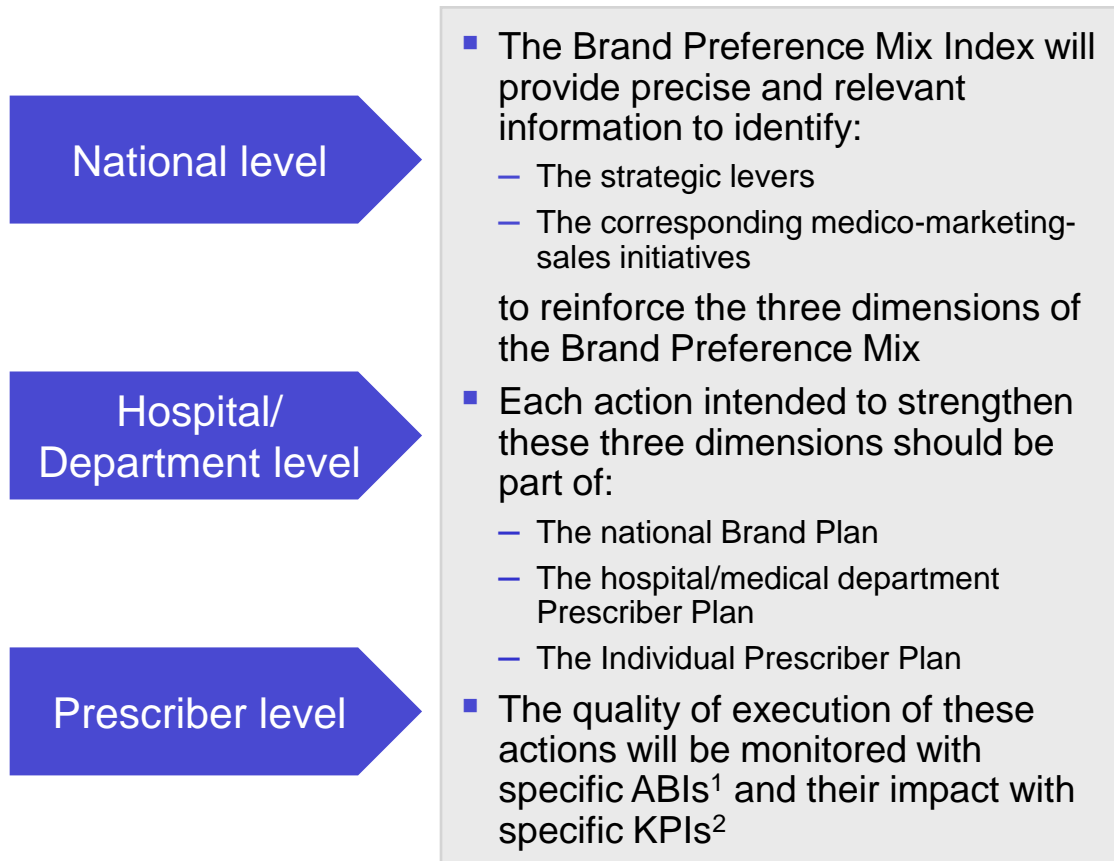 National level
Hospital/
Department level
Prescriber level
▪ The Brand Preference Mix Index will
provide precise and relevant
information to identify:
– The strategic levers
– The corresponding medico-marketing-
sales initiatives
to reinforce the three dimensions of
the Brand Preference Mix
▪ Each action intended to strengthen
these three dimensions should be
part of:
– The national Brand Plan
– The hospital/medical department
Prescriber Plan
– The Individual Prescriber Plan
▪ The quality of execution of these
actions will be monitored with
specific ABIs¹ and their impact with
specific KPIs²